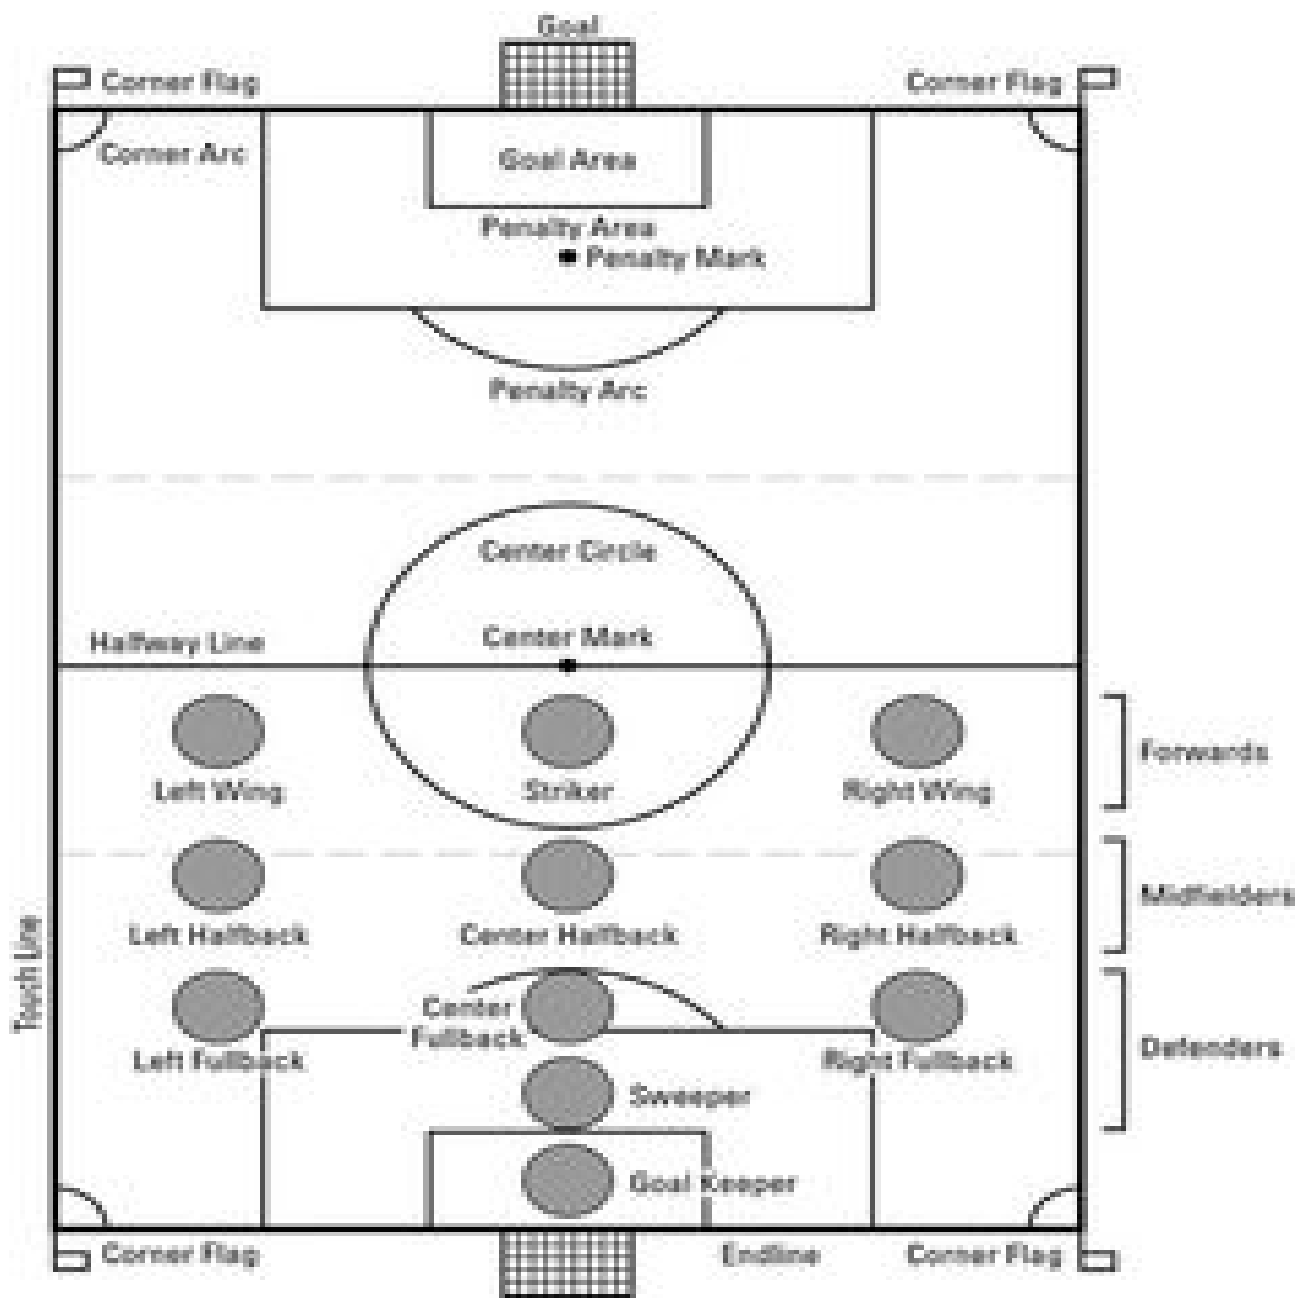 Goal
Corner Flag
Corner Flag
Corner Arc
Goal Area
Penalty Area
Penalty Mark
Penalty Arc
Center Circle
Halfway Line
Center Mark
Forwards
Left Wing
Striker
Right Wing
Midfielders
Left Halfback
Center Halfback
Right Halfback
Touch Line
Center
Fullback
Left Fullback
Right Fullback
Defenders
Sweeper
Goal Keeper
Corner Flag
Endline
Corner Flag